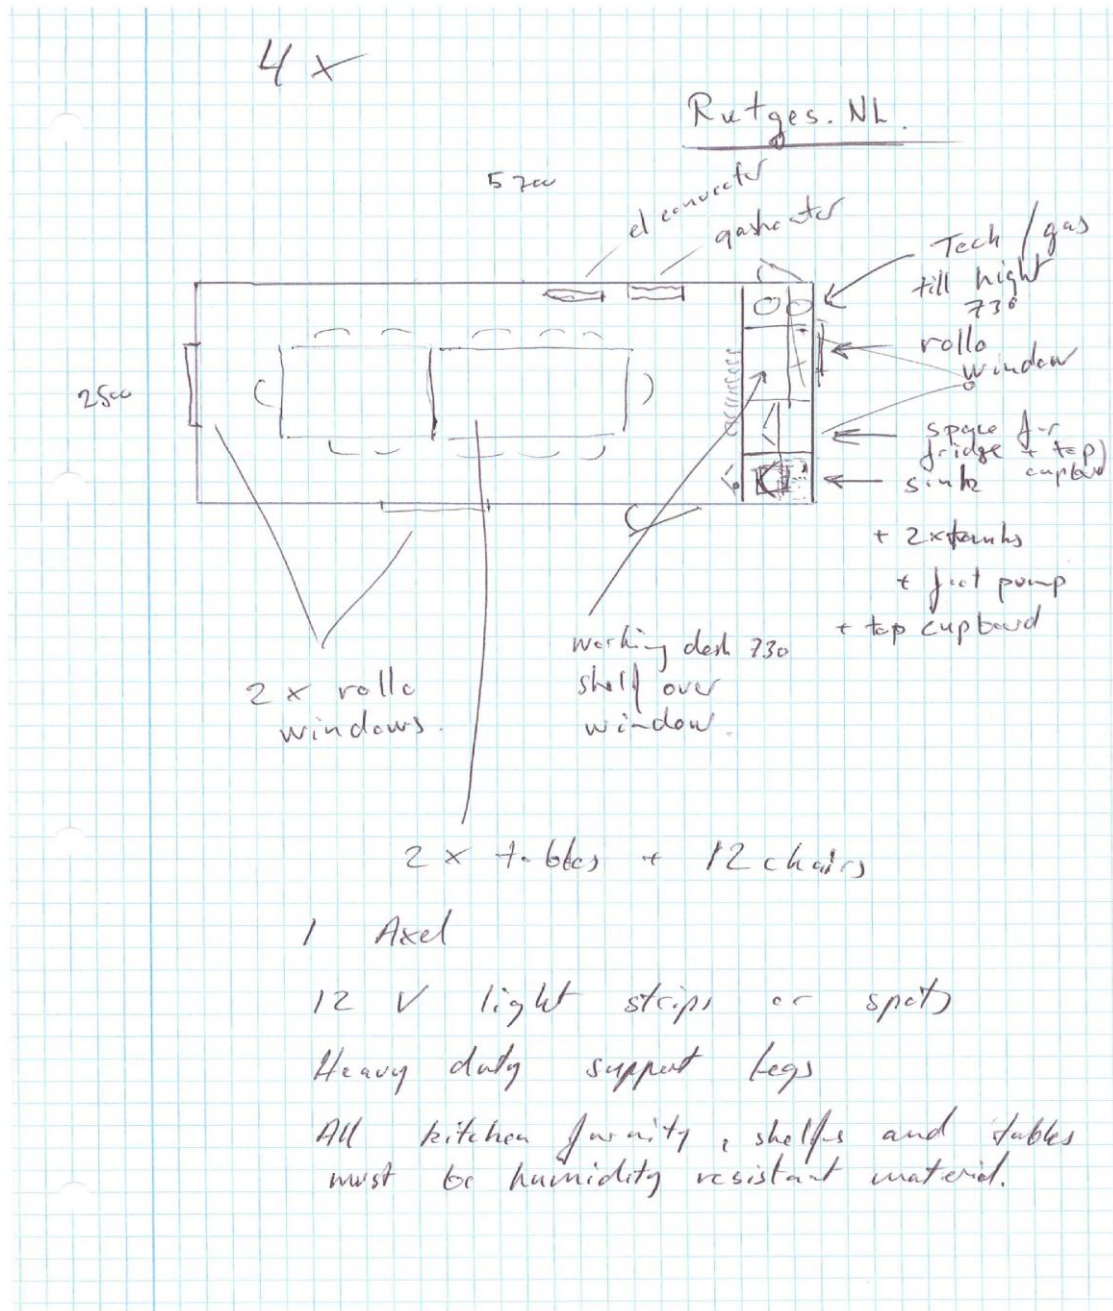 4 x
Rutges. NL.
5700
el convector
gasheater
Tech / gas
till hight
730
rollo
window
2500
space for
fridge + top
cupboard
sink
+ 2x tanks
+ foot pump
+ top cupboard
working desk 730
shelf over
window.
2 x rollo
windows.
2 x tables + 12 chairs
1 Axel
12 V light strips or spots
Heavy duty support legs
All kitchen furnity, shelfs and tables
must be humidity resistant material.